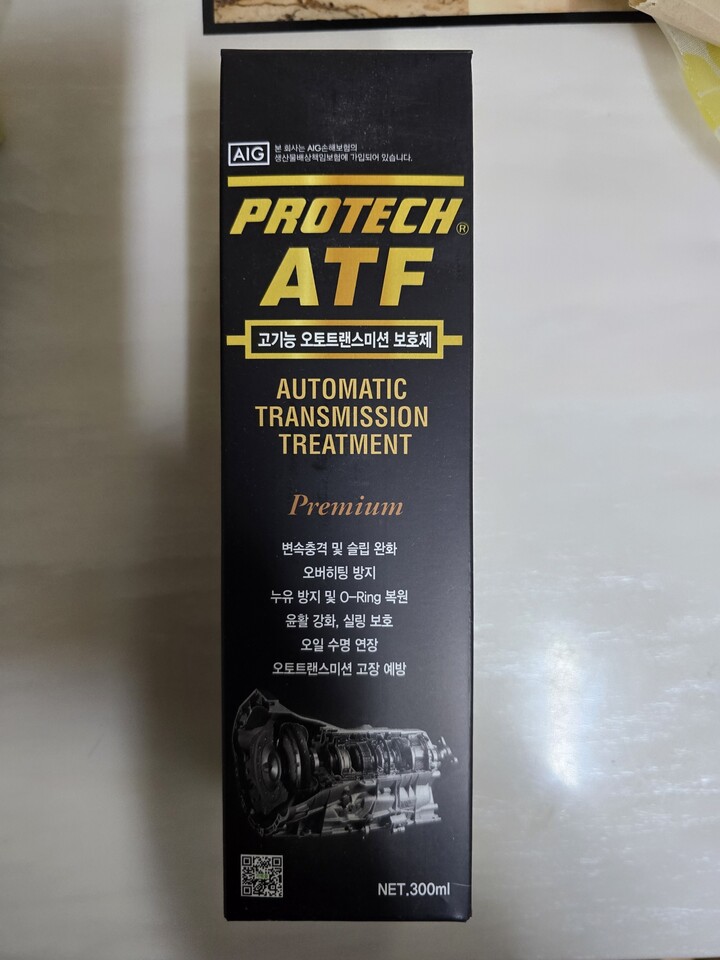 AIG
본 회사는 AIG손해보험의
생산물배상책임보험에 가입되어 있습니다.
PROTECH®
ATF
고기능 오토트랜스미션 보호제
AUTOMATIC
TRANSMISSION
TREATMENT
Premium
변속충격 및 슬립 완화
오버히팅 방지
누유 방지 및 O-Ring 복원
윤활 강화, 실링 보호
오일 수명 연장
오토트랜스미션 고장 예방
NET.300ml